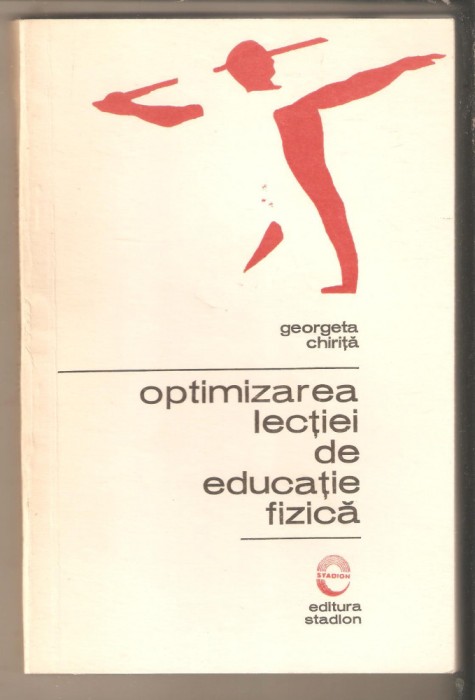 georgeta
chiriță
optimizarea
lecției
de
educație
fizică
STADION
editura
stadion